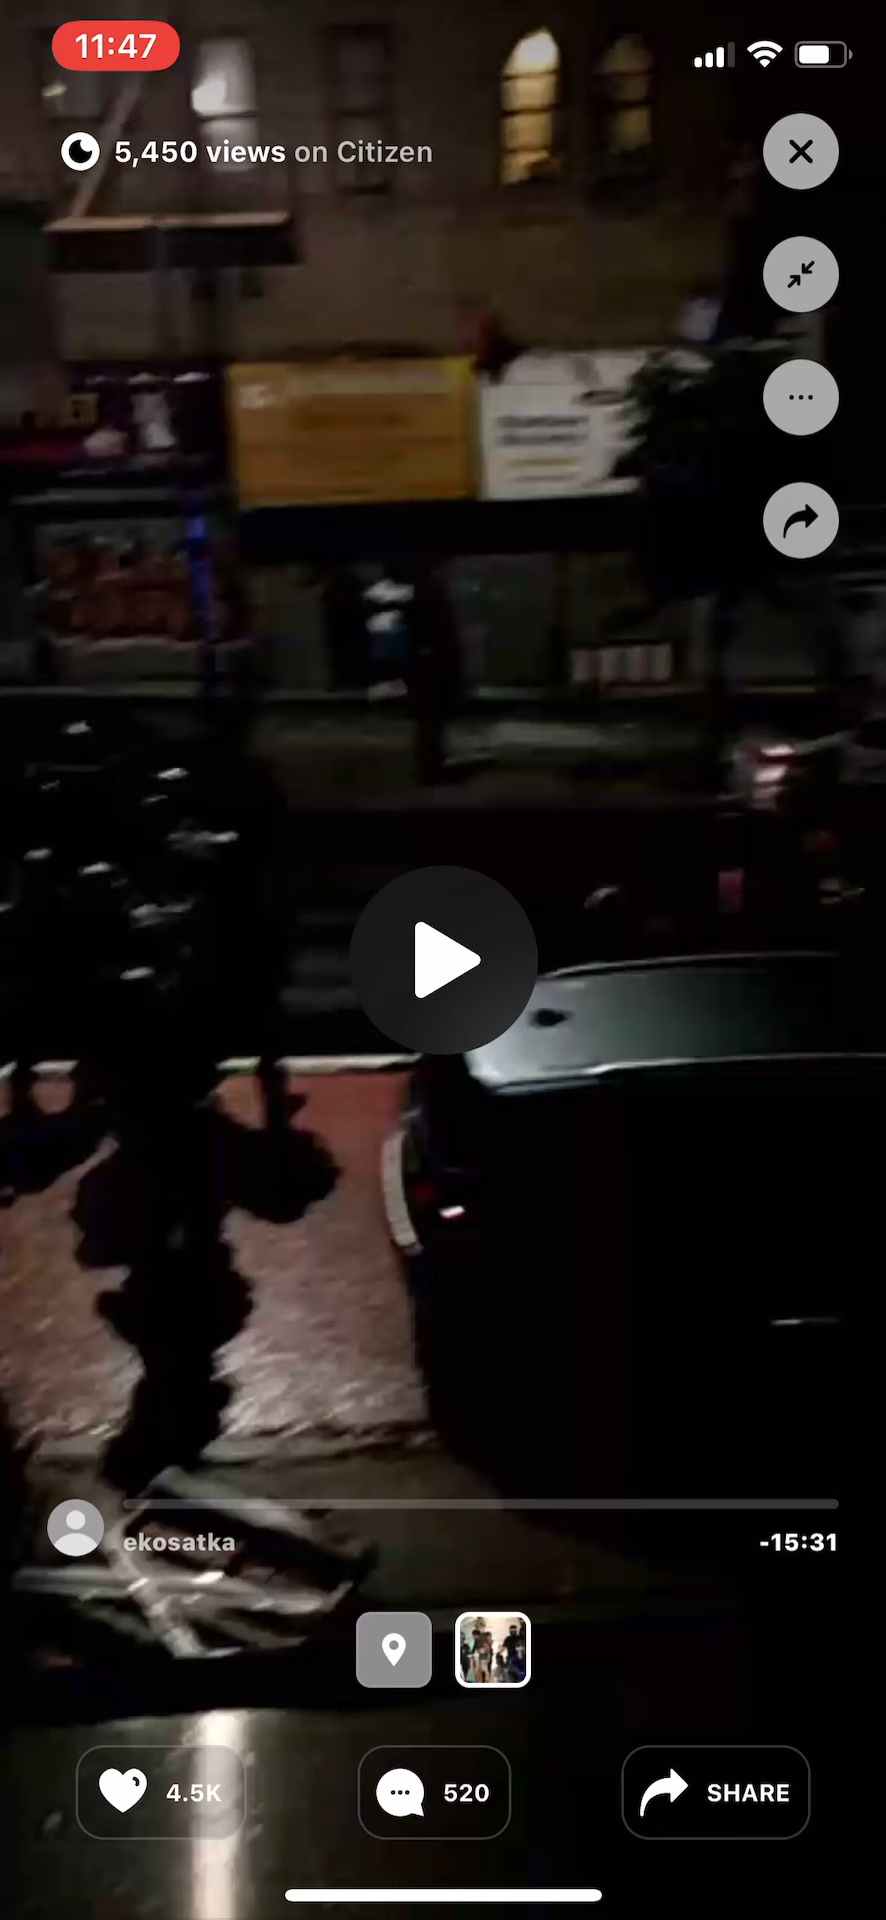 11:47
5,450 views on Citizen
ekosatka
-15:31
4.5K
520
SHARE